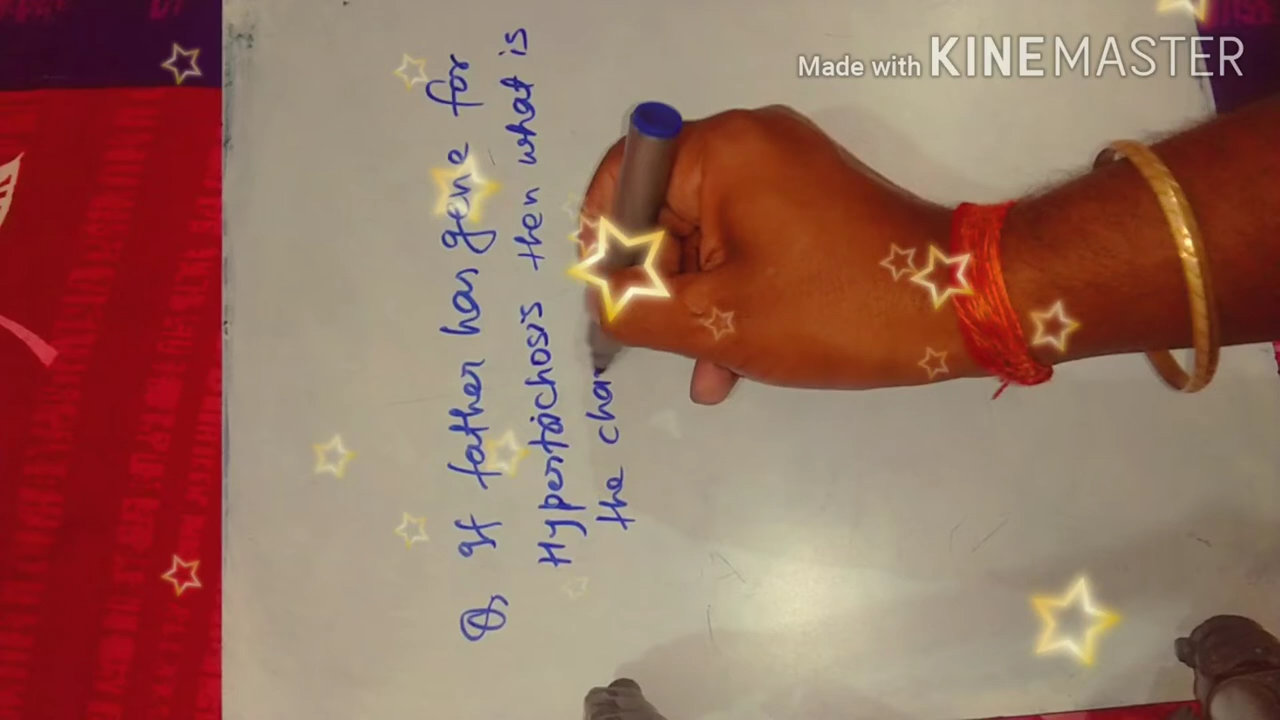 Made with KINEMASTER
Q, If father has gene for
Hypertrichosis then what is
the cha